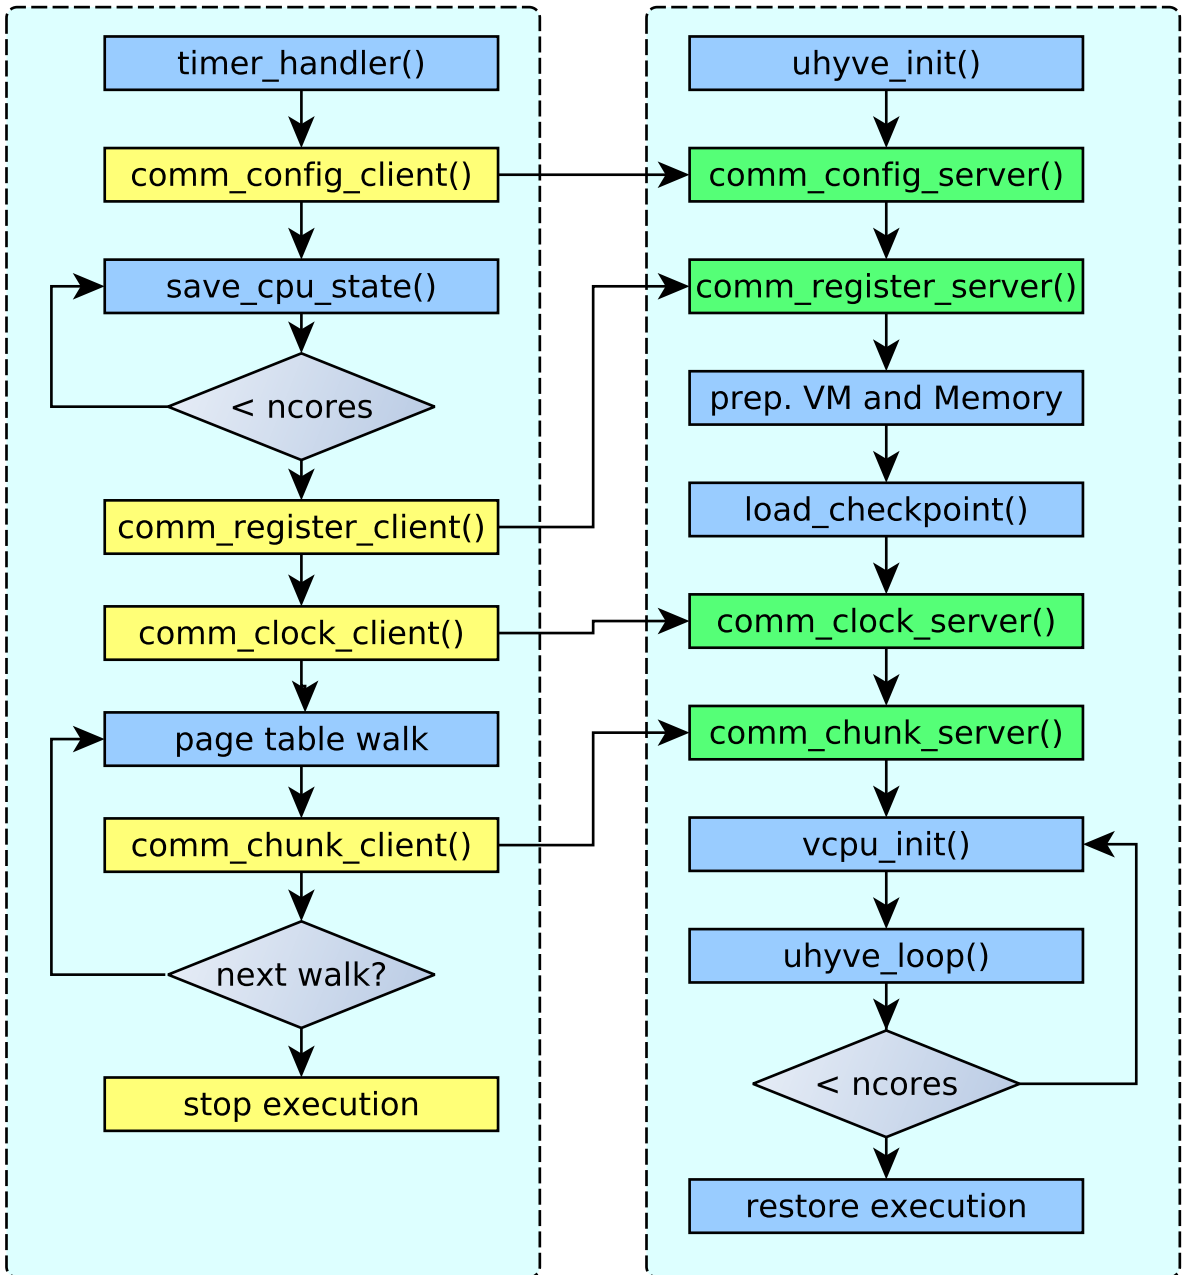 timer_handler()
comm_config_client()
save_cpu_state()
< ncores
comm_register_client()
comm_clock_client()
page table walk
comm_chunk_client()
next walk?
stop execution
uhyve_init()
comm_config_server()
comm_register_server()
prep. VM and Memory
load_checkpoint()
comm_clock_server()
comm_chunk_server()
vcpu_init()
uhyve_loop()
< ncores
restore execution